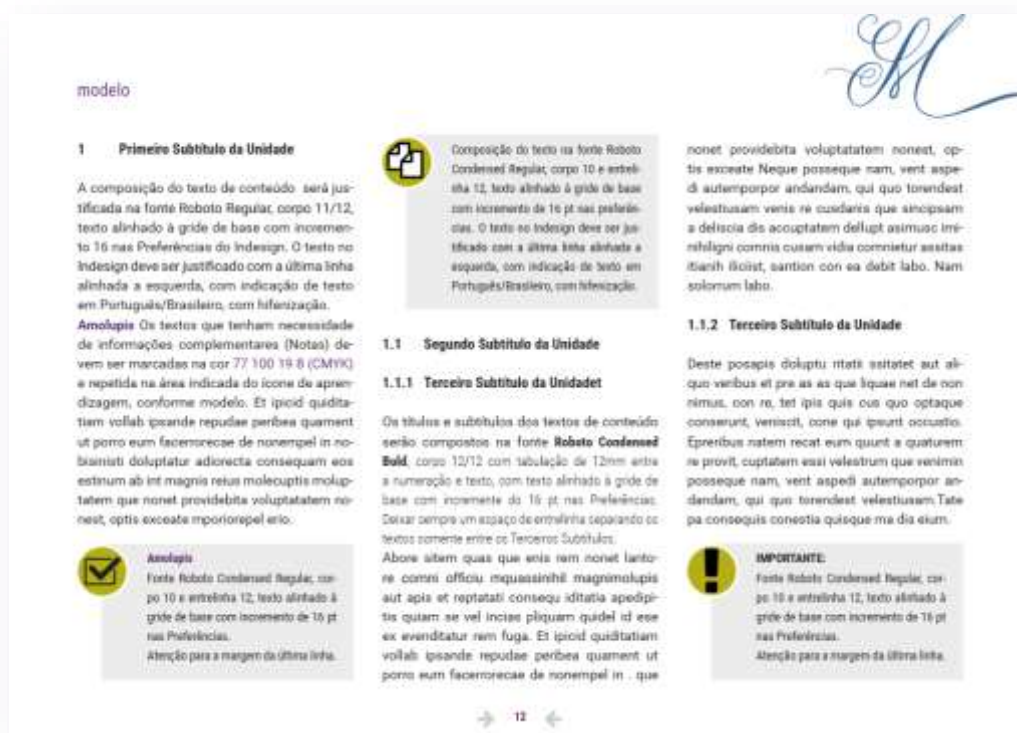 modelo
1 Primeiro Subtítulo da Unidade
A composição do texto de conteúdo será jus-
tificada na fonte Roboto Regular, corpo 11/12,
texto alinhado à gride de base com incremen-
to 16 nas Preferências do Indesign. O texto no
Indesign deve ser justificado com a última linha
alinhada a esquerda, com indicação de texto
em Português/Brasileiro, com hifenização.
Amolupis Os textos que tenham necessidade
de informações complementares (Notas) de-
vem ser marcadas na cor 77 100 19 8 (CMYK)
e repetida na área indicada do ícone de apren-
dizagem, conforme modelo. Et ipicid quidita-
tiam vollab ipsande repudae peribea quament
ut porro eum facerrorecae de nonempel in no-
bisinisti doluptatur adiorecta consequam eos
estinum ab int magnis reius molecuptis molup-
tatem que nonet providebita voluptatatem no-
nest, optis exceate mporiorepel erio.
Amolupis
Fonte Roboto Condensed Regular, cor-
po 10 e entrelinha 12, texto alinhado à
gride de base com incremento de 16 pt
nas Preferências.
Atenção para a margem da última linha.
Composição do texto na fonte Roboto
Condensed Regular, corpo 10 e entreli-
nha 12, texto alinhado à gride de base
com incremento de 16 pt nas preferên-
cias. O texto no Indesign deve ser jus-
tificado com a última linha alinhada a
esquerda, com indicação de texto em
Português/Brasileiro, com hifenização.
1.1 Segundo Subtítulo da Unidade
1.1.1 Terceiro Subtítulo da Unidadet
Os títulos e subtítulos dos textos de conteúdo
serão compostos na fonte Roboto Condensed
Bold, corpo 12/12 com tabulação de 12mm entre
a numeração e texto, com texto alinhado à gride de
base com incremento do 16 pt nas Preferências.
Deixar sempre um espaço de entrelinha separando os
textos somente entre os Terceiros Subtítulos.
Abore sitem quas que enis rem nonet lanto-
re comni officiu mquassinihil magnimolupis
aut apis et reptatati consequ iditatia apedipi-
tis quiam se vel incias pliquam quidel id ese
ex evenditatur rem fuga. Et ipicid quiditatiam
vollab ipsande repudae peribea quament ut
porro eum facerrorecae de nonempel in . que
nonet providebita voluptatatem nonest, op-
tis exceate Neque posseque nam, vent aspe-
di autemporpor andandam, qui quo torendest
velestiusam venis re cusdanis que sincipsam
a deliscia dis accuptatem dellupt asimusc imi-
nihiligni comnis cusam vidia comnietur assitas
itianih iliciist, santion con ea debit labo. Nam
solorrum labo.
1.1.2 Terceiro Subtítulo da Unidade
Deste posapis doluptu ritatii ssitatet aut ali-
quo veribus et pre as as que liquae net de non
nimus, con re, tet ipis quis cus quo optaque
conserunt, veniscit, cone qui ipsunt occustio.
Epreribus natem recat eum quunt a quaturem
re provit, cuptatem essi velestrum que venimin
posseque nam, vent aspedi autemporpor an-
dandam, qui quo torendest velestiusam.Tate
pa consequis conestia quisque ma dia eium.
IMPORTANTE:
Fonte Roboto Condensed Regular, cor-
po 10 e entrelinha 12, texto alinhado à
gride de base com incremento de 16 pt
nas Preferências.
Atenção para a margem da última linha.
12